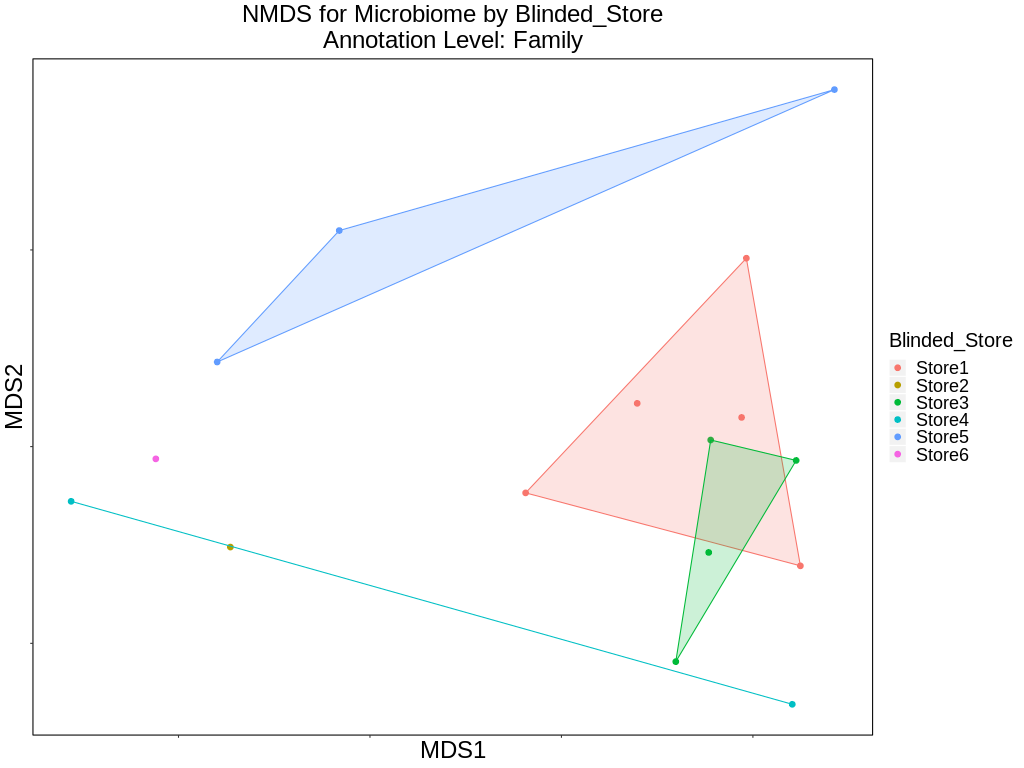 NMDS for Microbiome by Blinded_Store
Annotation Level: Family
MDS2
MDS1
Blinded_Store
Store1
Store2
Store3
Store4
Store5
Store6